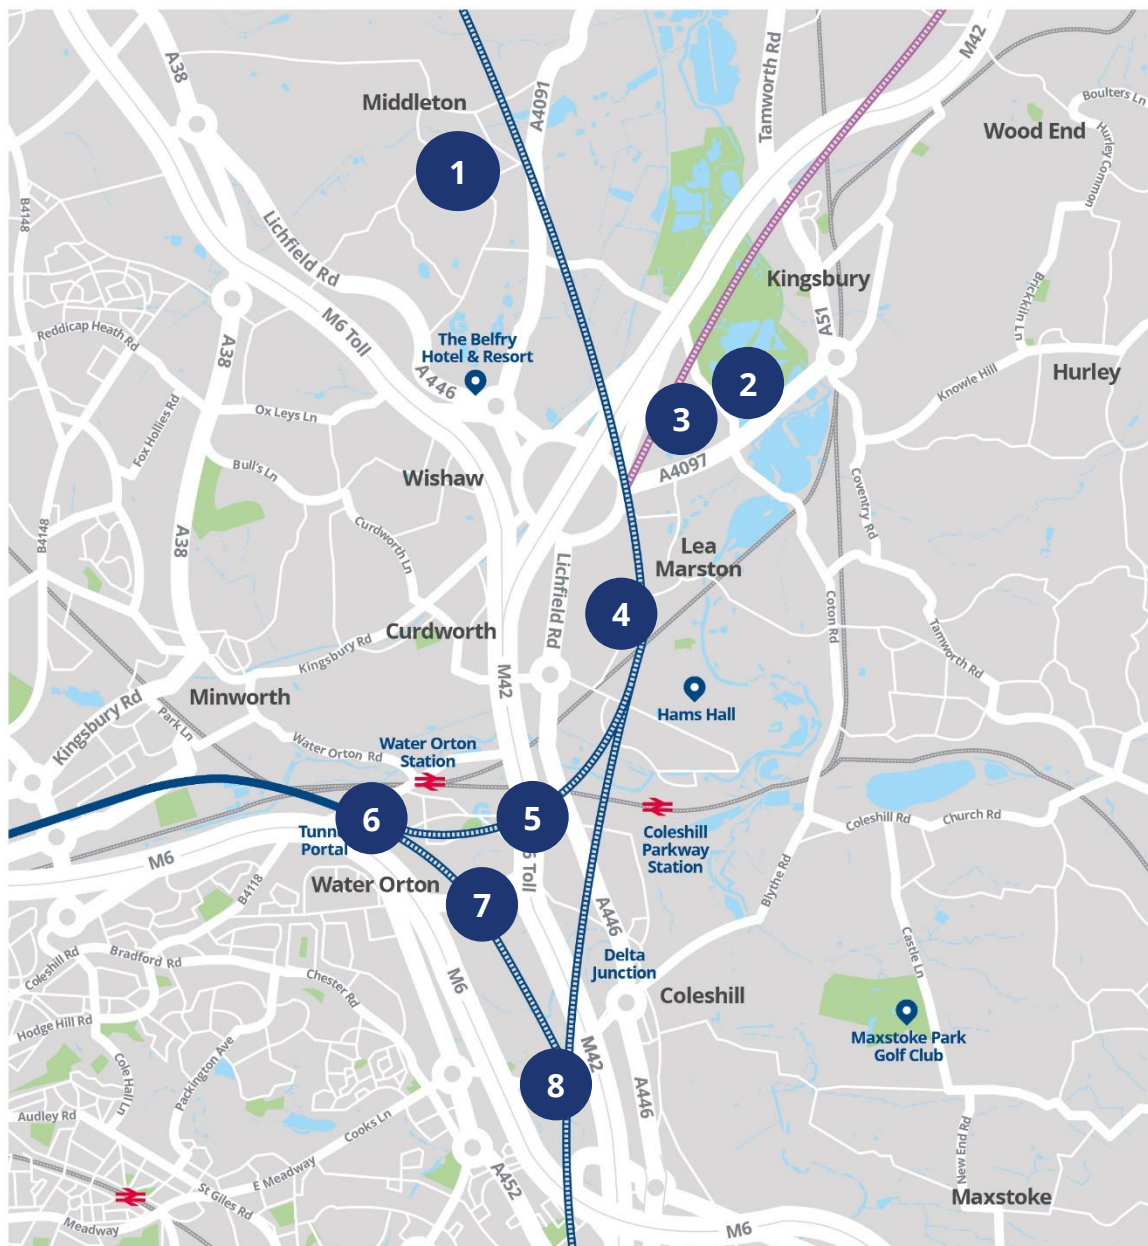 M42
A38
Tamworth Rd
Boulters Ln
Middleton
A4091
Wood End
Hurley Common
1
B4148
Lichfield Rd
Kingsbury
Brickkiln Ln
M6 Toll
A51
Reddicap Heath Rd
A38
The Belfry
Hotel & Resort
A446
2
Knowle Hill
Hurley
Fox Hollies Rd
Ox Leys Ln
3
Bull's Ln
Wishaw
A4097
Coventry Rd
B4148
A38
Curdworth Ln
Lea
Marston
Lichfield Rd
4
Coton Rd
Curdworth
Tamworth Rd
Kingsbury Rd
M42
Minworth
Hams Hall
Kingsbury Rd
Park Ln
Water Orton Rd
Water Orton
Station
6
5
Coleshill
Parkway
Station
Coleshill Rd
Church Rd
Tunn
Portal
M6
Water Orton
6 Toll
B4118
7
Blythe Rd
A446
Castle Ln
Coleshill Rd
Bradford Rd
Delta
Junction
Chester Rd
M6
Coleshill
Hodge Hill Rd
Maxstoke Park
Golf Club
Packington Ave
Cole Hall Ln
M42
8
A446
Audley Rd
Cooks Ln
New End Rd
E Meadway
A452
St Giles Rd
Maxstoke
Meadway
M6